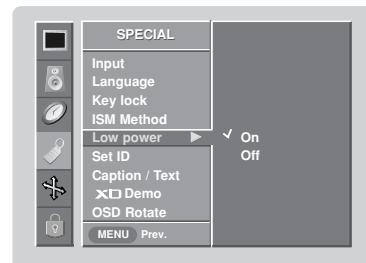 SPECIAL
Input
Language
Key lock
ISM Method
Low power
On
Off
Set ID
Caption / Text
XD Demo
OSD Rotate
MENU Prev.